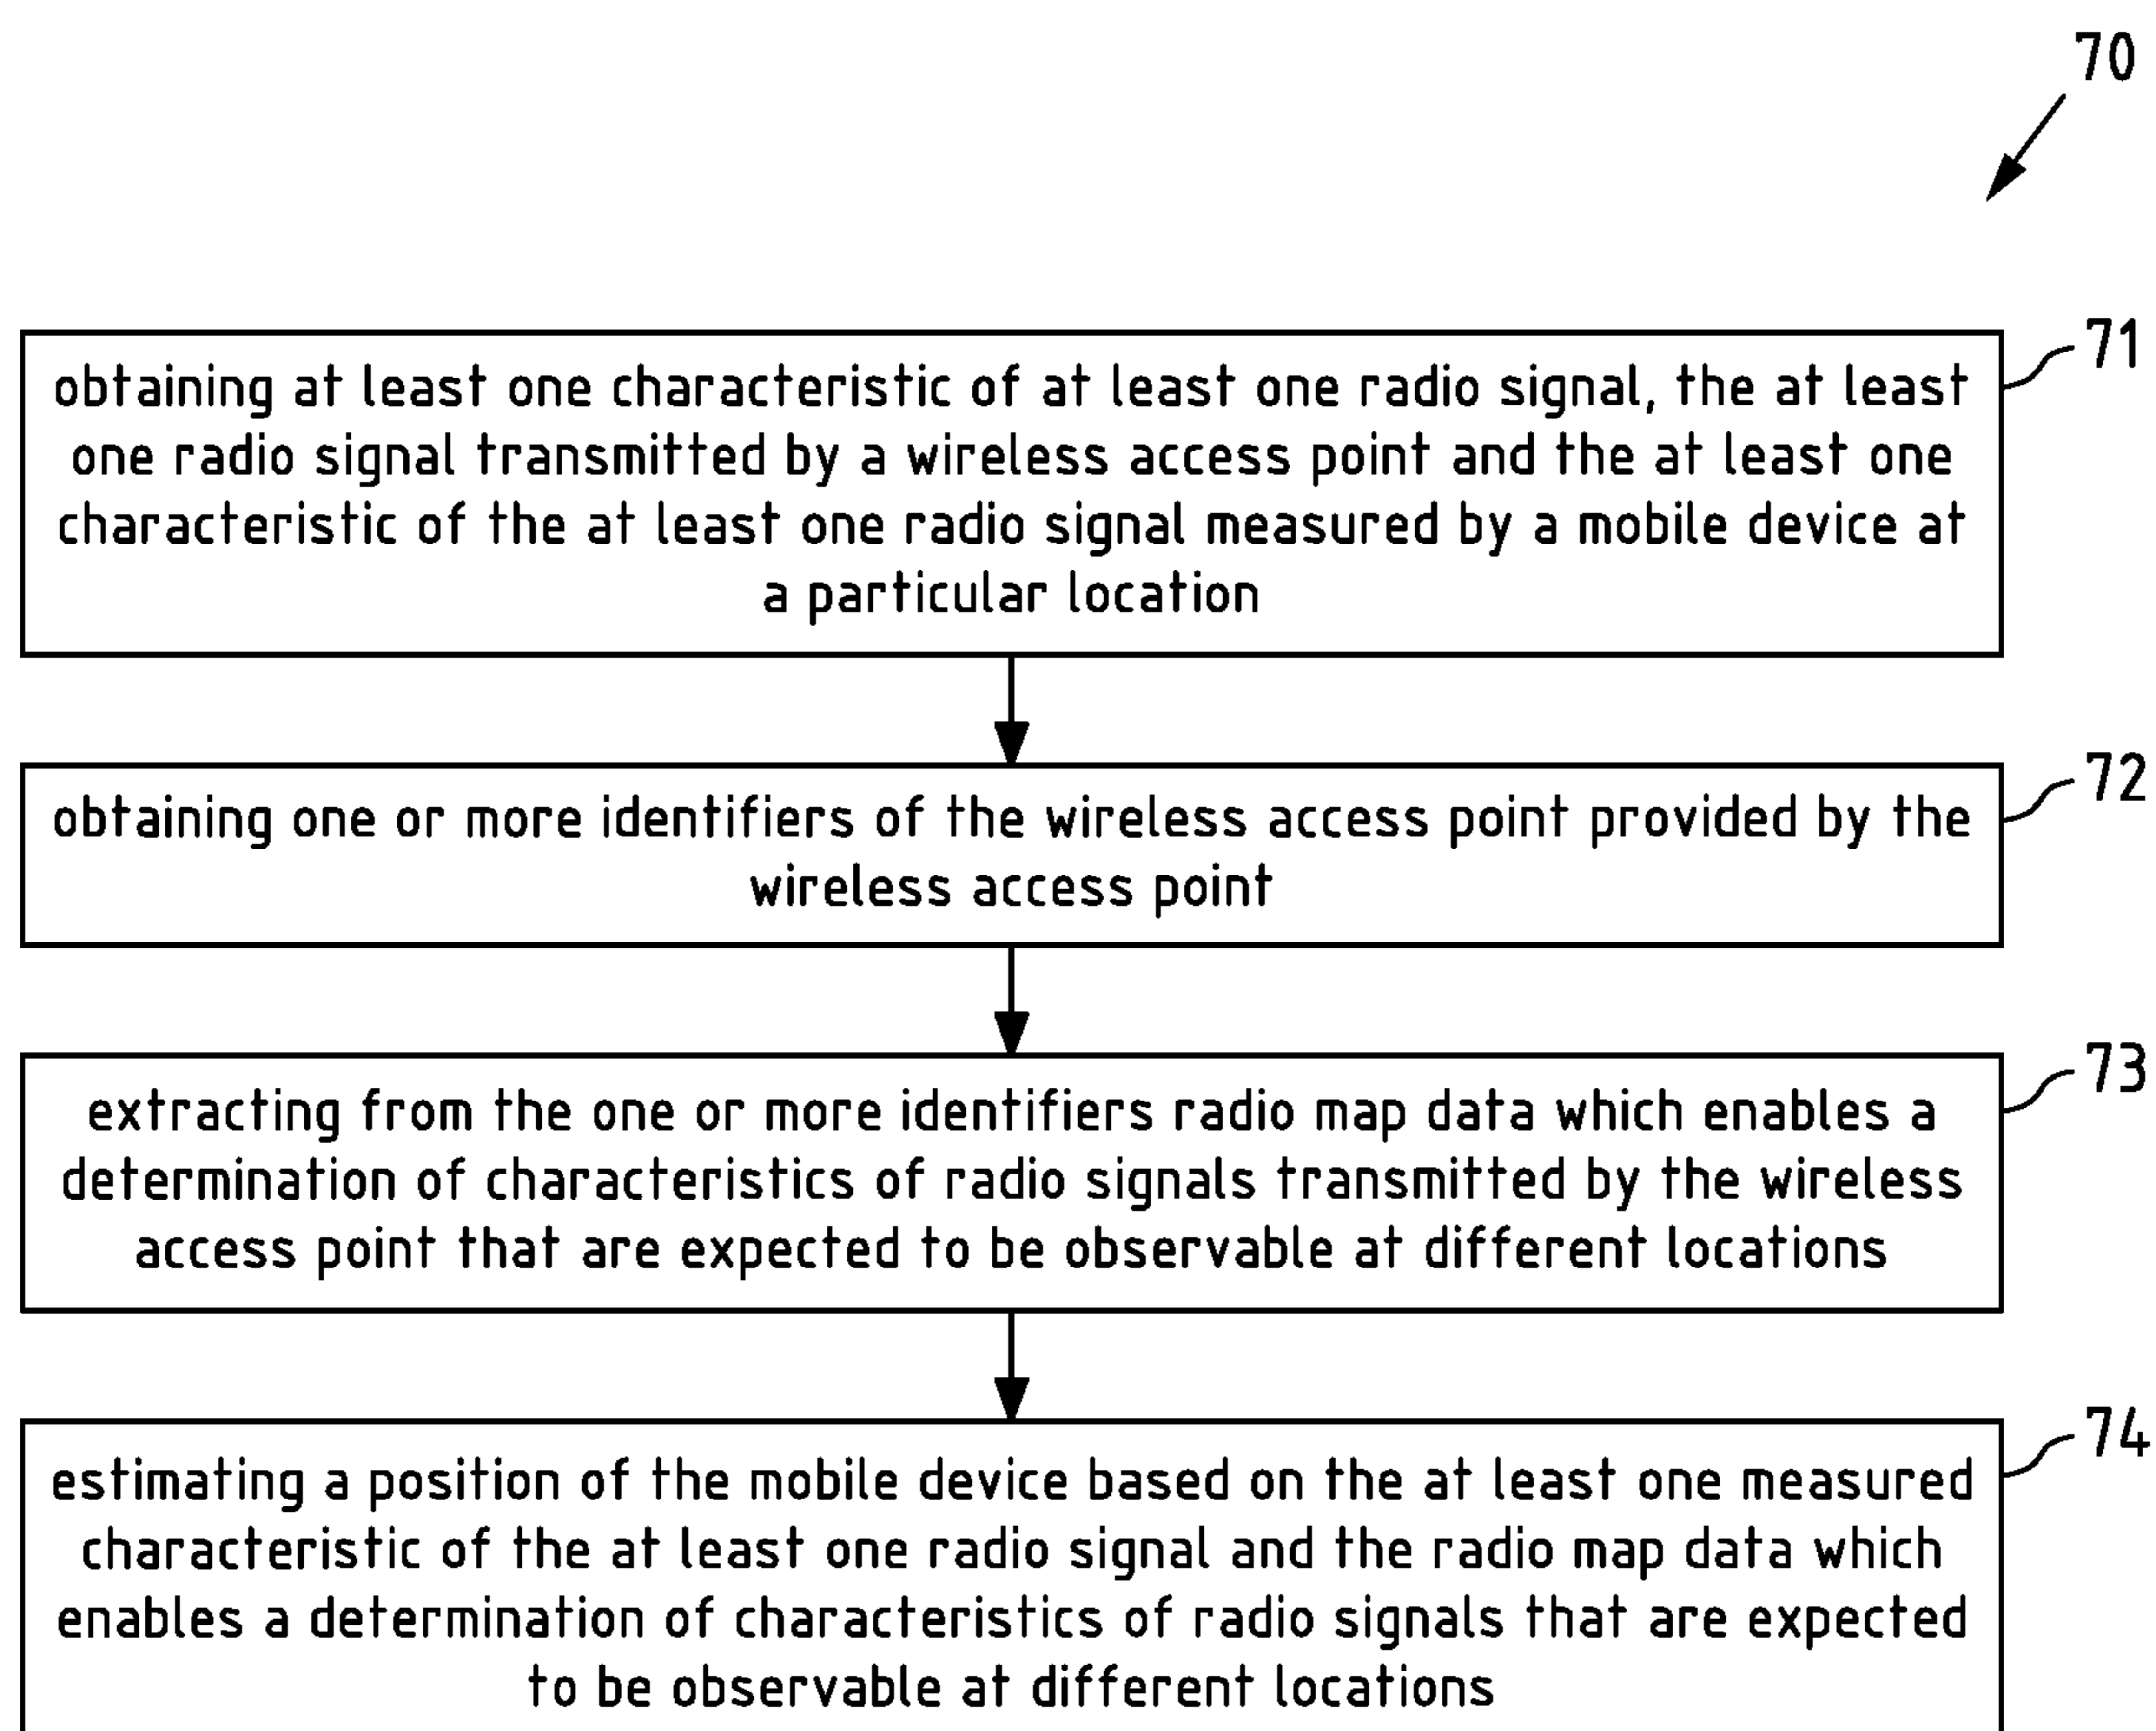 70
71
obtaining at least one characteristic of at least one radio signal, the at least
one radio signal transmitted by a wireless access point and the at least one
characteristic of the at least one radio signal measured by a mobile device at
a particular location
72
obtaining one or more identifiers of the wireless access point provided by the
wireless access point
73
extracting from the one or more identifiers radio map data which enables a
determination of characteristics of radio signals transmitted by the wireless
access point that are expected to be observable at different locations
74
estimating a position of the mobile device based on the at least one measured
characteristic of the at least one radio signal and the radio map data which
enables a determination of characteristics of radio signals that are expected
to be observable at different locations